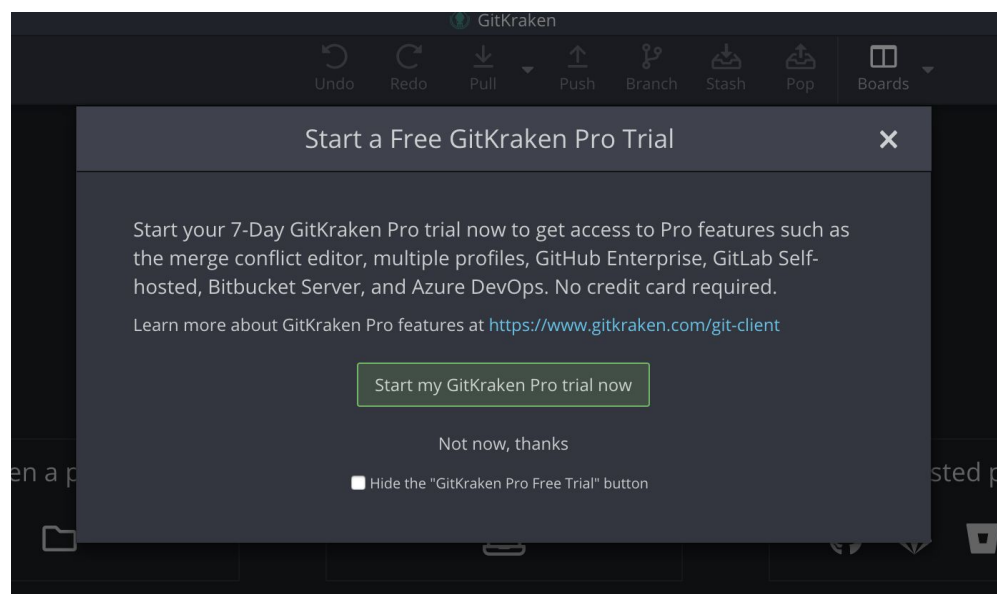 GitKraken
Undo Redo Pull Push Branch Stash Pop Boards
Start a Free GitKraken Pro Trial
Start your 7-Day GitKraken Pro trial now to get access to Pro features such as
the merge conflict editor, multiple profiles, GitHub Enterprise, GitLab Self-
hosted, Bitbucket Server, and Azure DevOps. No credit card required.
Learn more about GitKraken Pro features at https://www.gitkraken.com/git-client
Start my GitKraken Pro trial now
Not now, thanks
Hide the "GitKraken Pro Free Trial" button